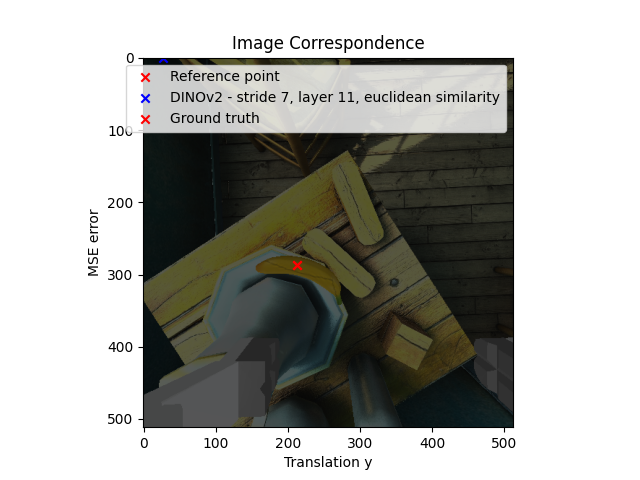 Image Correspondence
Reference point
DINOv2 - stride 7, layer 11, euclidean similarity
Ground truth
0
100
200
300
400
500
MSE error
0
100
200
300
400
500
Translation y